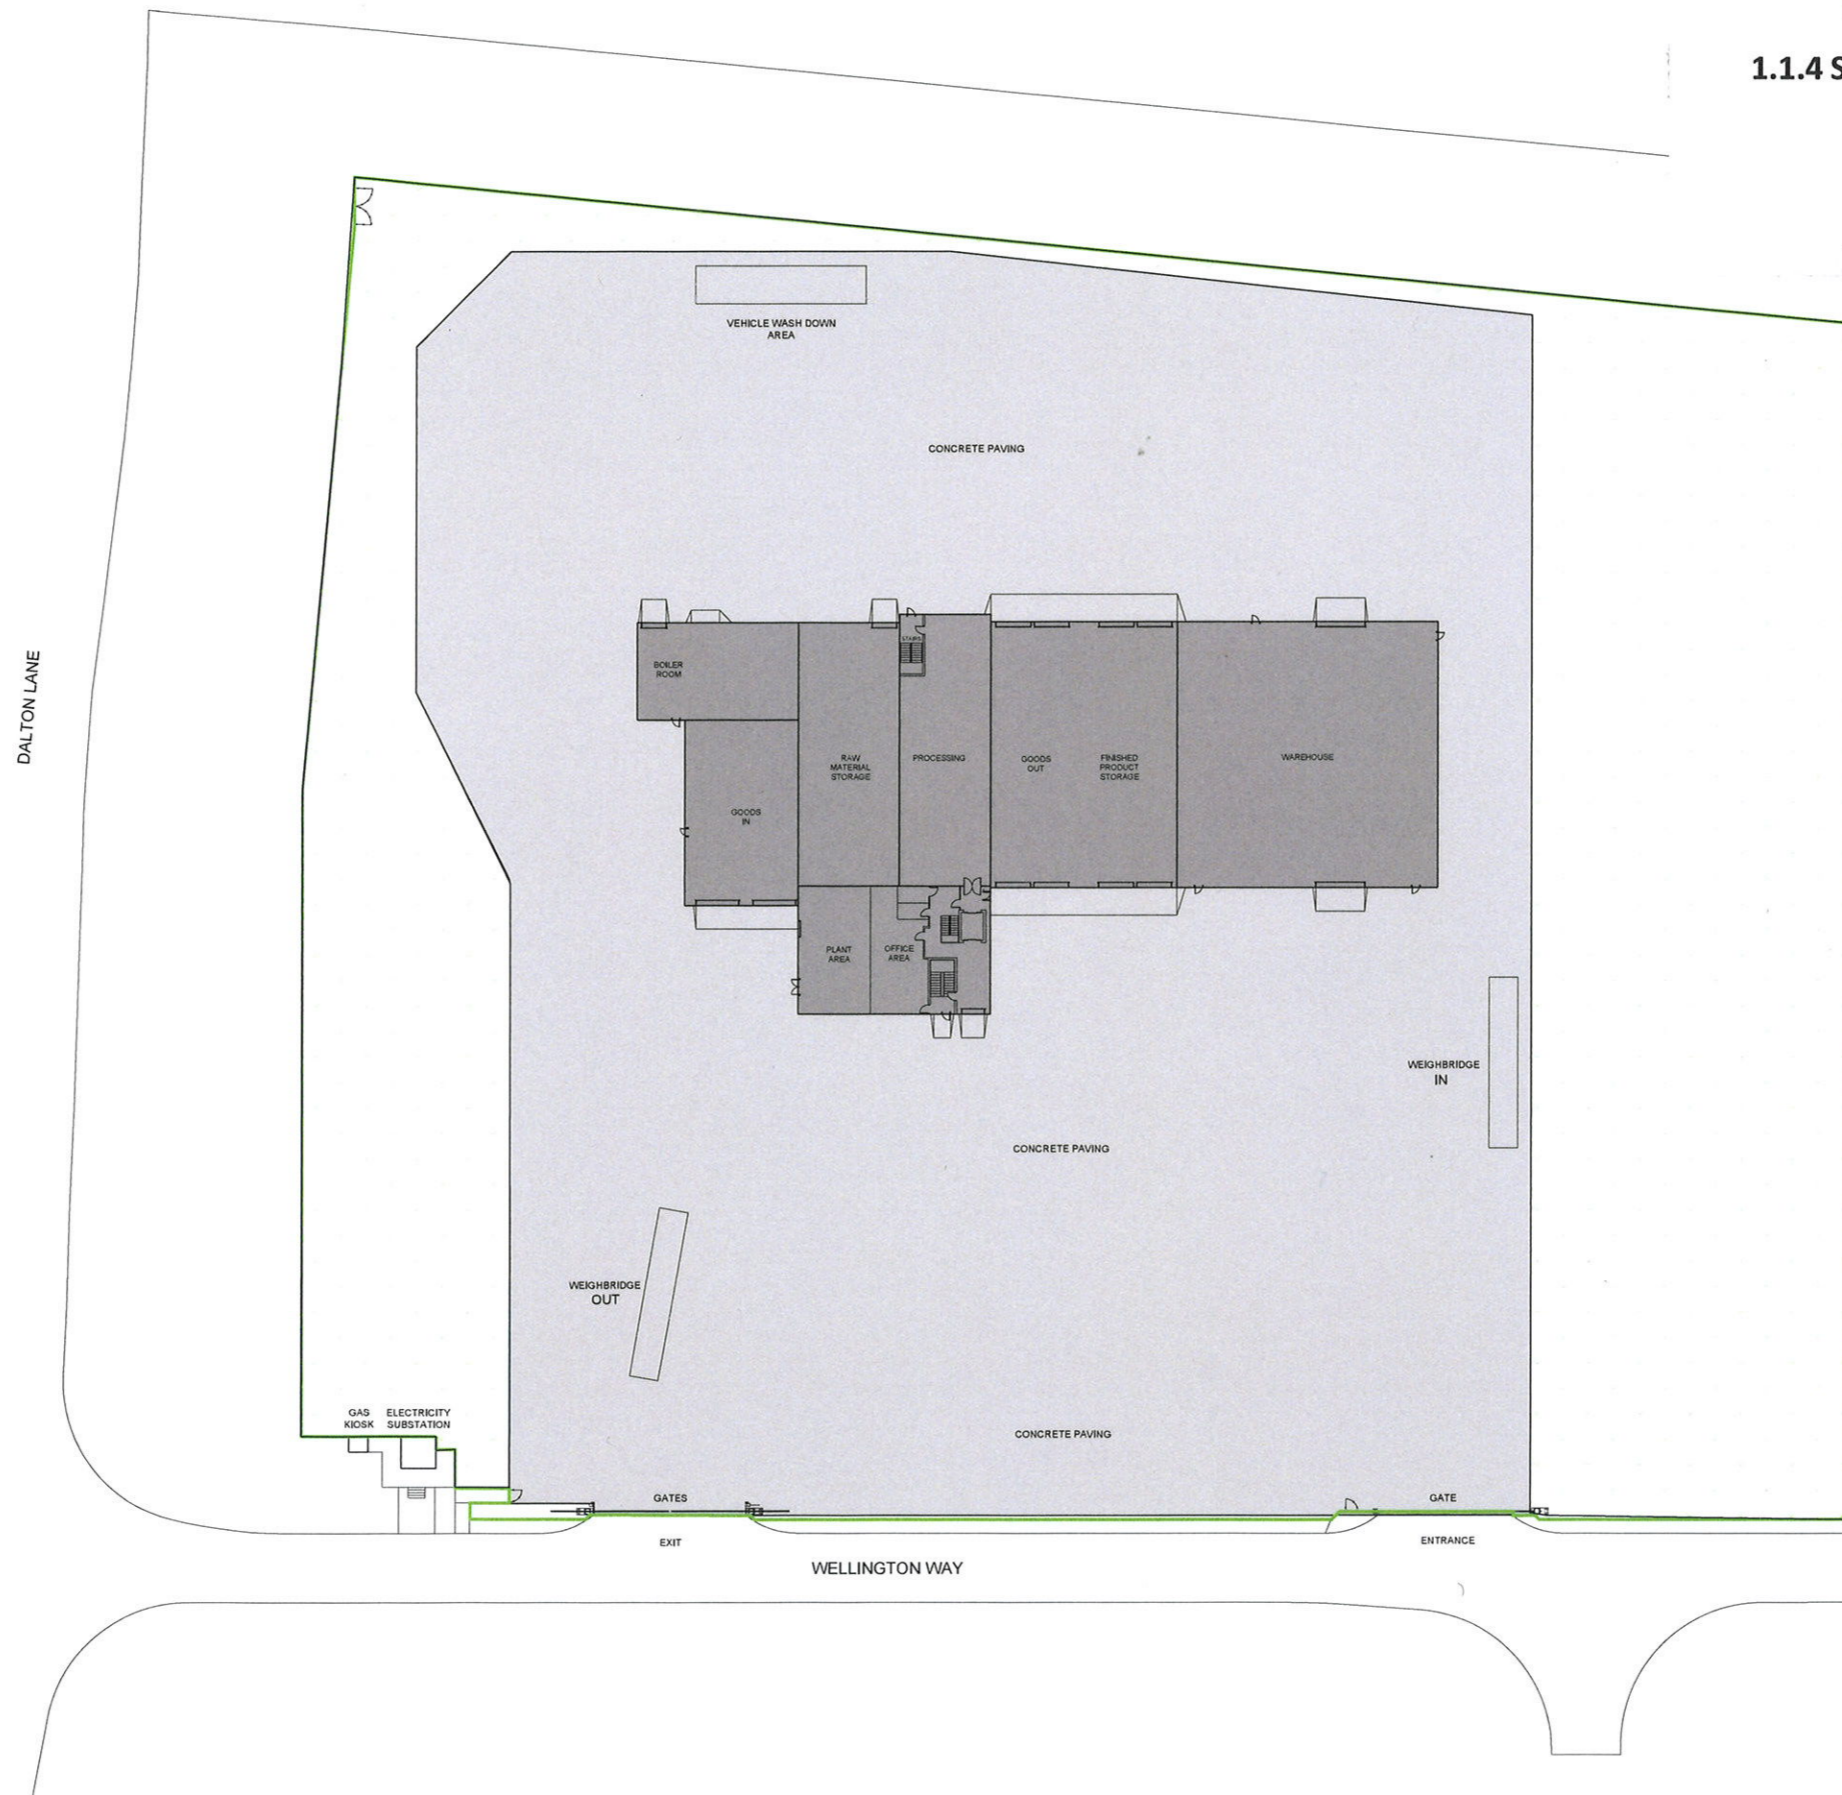 1.1.4 S
VEHICLE WASH DOWN
AREA
CONCRETE PAVING
DALTON LANE
STAIRS
BOILER
ROOM
RAW
MATERIAL
STORAGE
PROCESSING
GOODS
OUT
FINISHED
PRODUCT
STORAGE
WAREHOUSE
GOODS
IN
PLANT
AREA
OFFICE
AREA
WEIGHBRIDGE
IN
CONCRETE PAVING
WEIGHBRIDGE
OUT
GAS
KIOSK
ELECTRICITY
SUBSTATION
CONCRETE PAVING
GATES
GATE
EXIT
ENTRANCE
WELLINGTON WAY